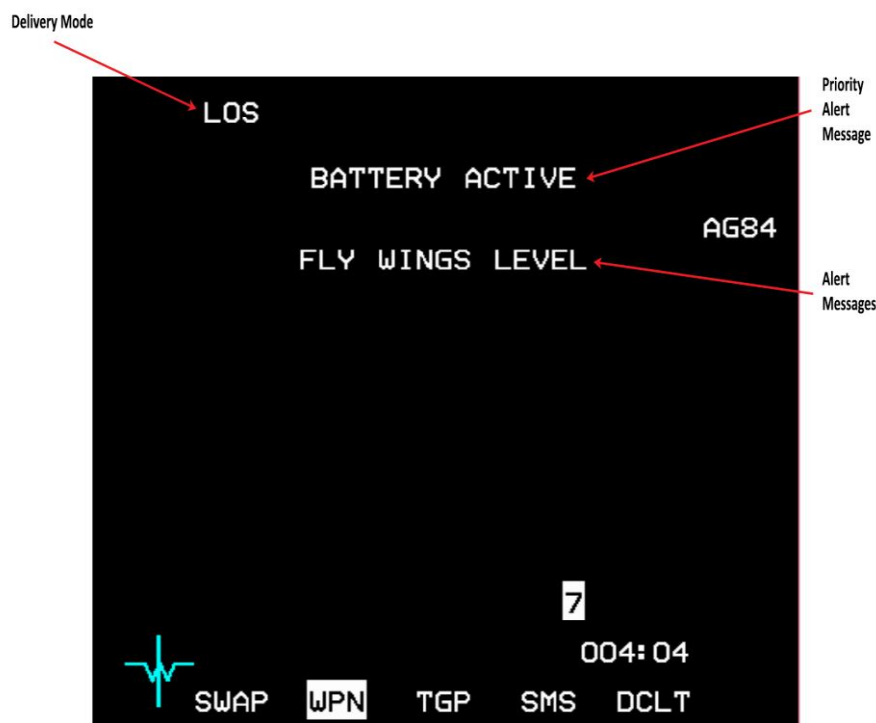 Delivery Mode
LOS
Priority
Alert
Message
BATTERY ACTIVE
AG84
FLY WINGS LEVEL
Alert
Messages
7
004:04
SWAP WPN TGP SMS DCLT